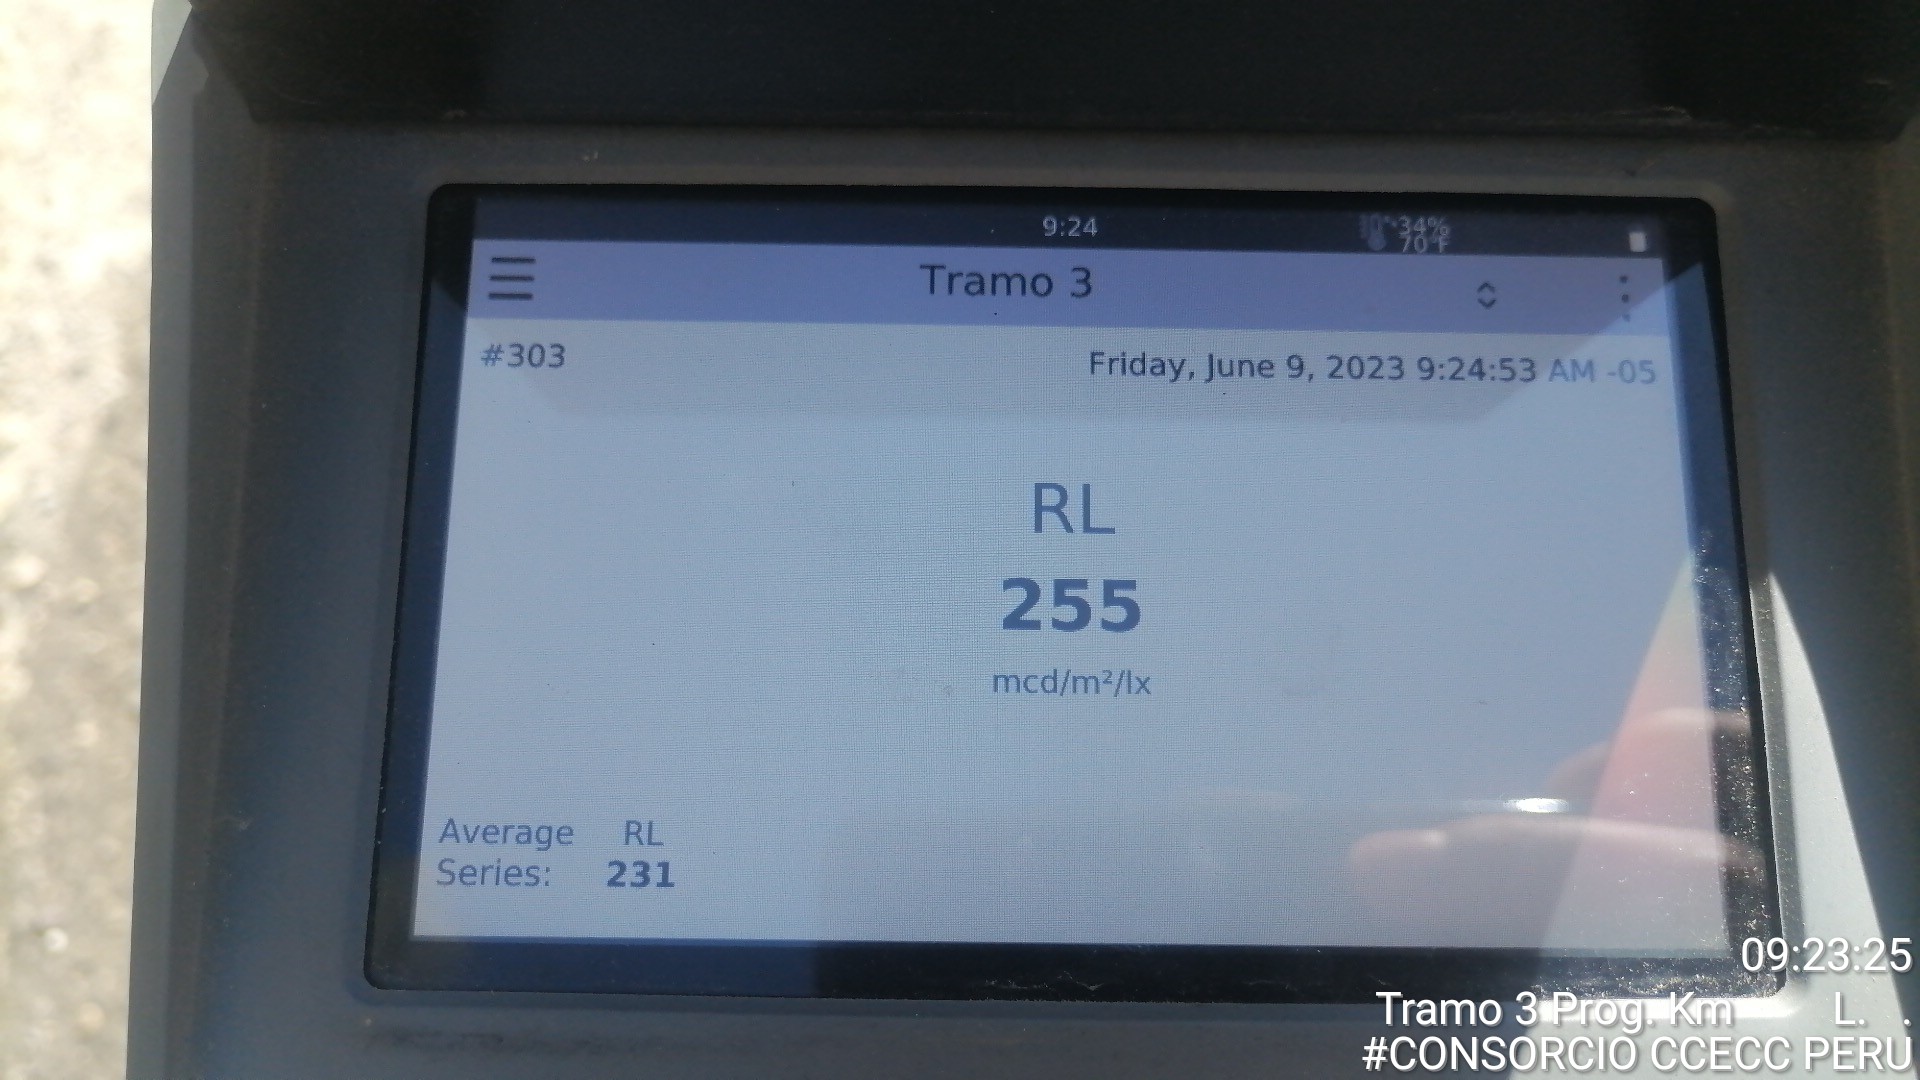 9:24
34%
70°F
Tramo 3
#303
Friday, June 9, 2023 9:24:53 AM -05
RL
255
mcd/m²/lx
Average RL
Series: 231
09:23:25
Tramo 3 Prog. Km L. .
#CONSORCIO CCECC PERU